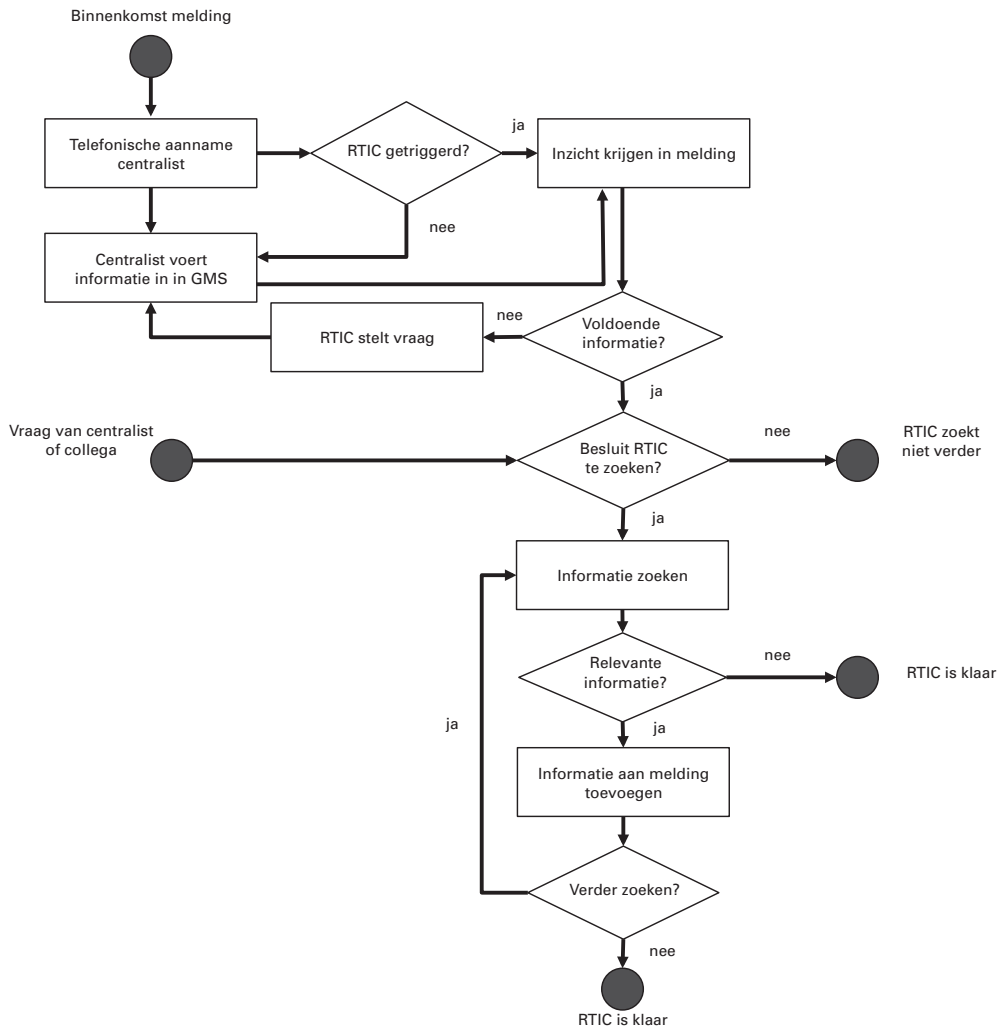 Binnenkomst melding
Telefonische aanname
centralist
RTIC getriggerd?
ja
Inzicht krijgen in melding
nee
Centralist voert
informatie in in GMS
RTIC stelt vraag
nee
Voldoende
informatie?
ja
Vraag van centralist
of collega
Besluit RTIC
te zoeken?
nee
RTIC zoekt
niet verder
ja
Informatie zoeken
Relevante
informatie?
nee
RTIC is klaar
ja
ja
Informatie aan melding
toevoegen
Verder zoeken?
nee
RTIC is klaar